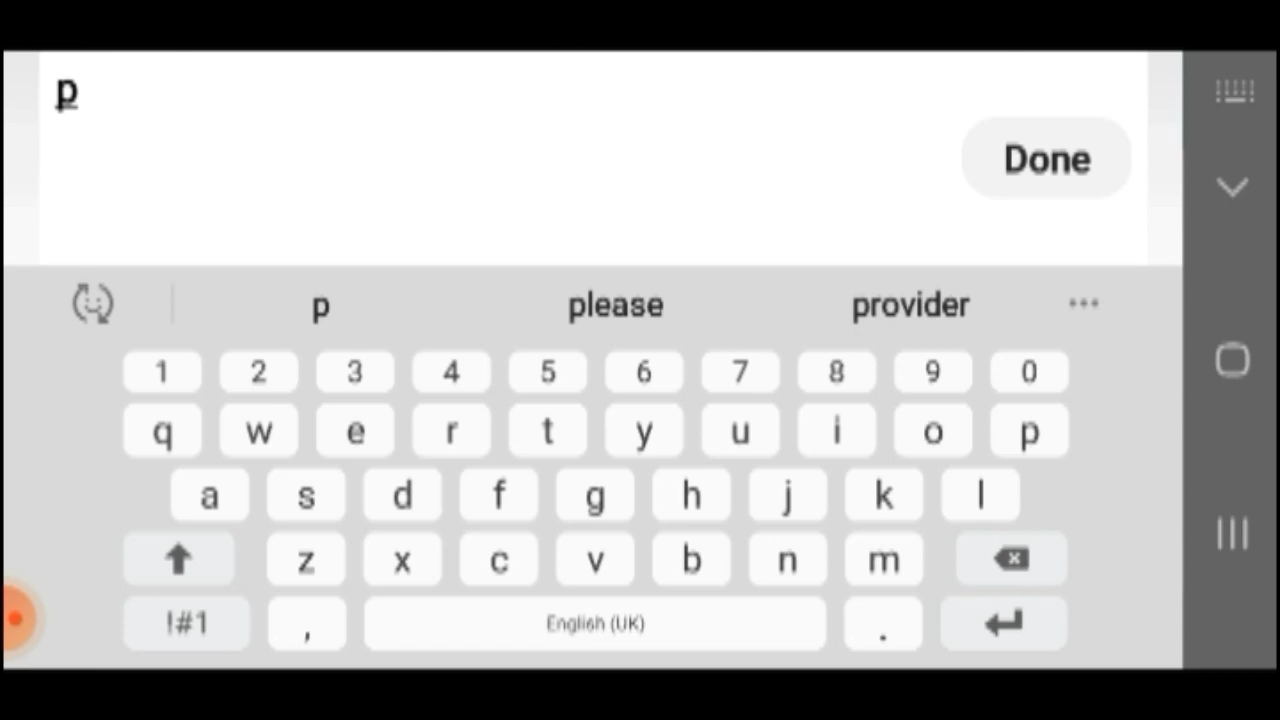 p
Done
p please provider
1 2 3 4 5 6 7 8 9 0
q w e r t y u i o p
a s d f g h j k l
z x c v b n m
!#1 , English (UK) .